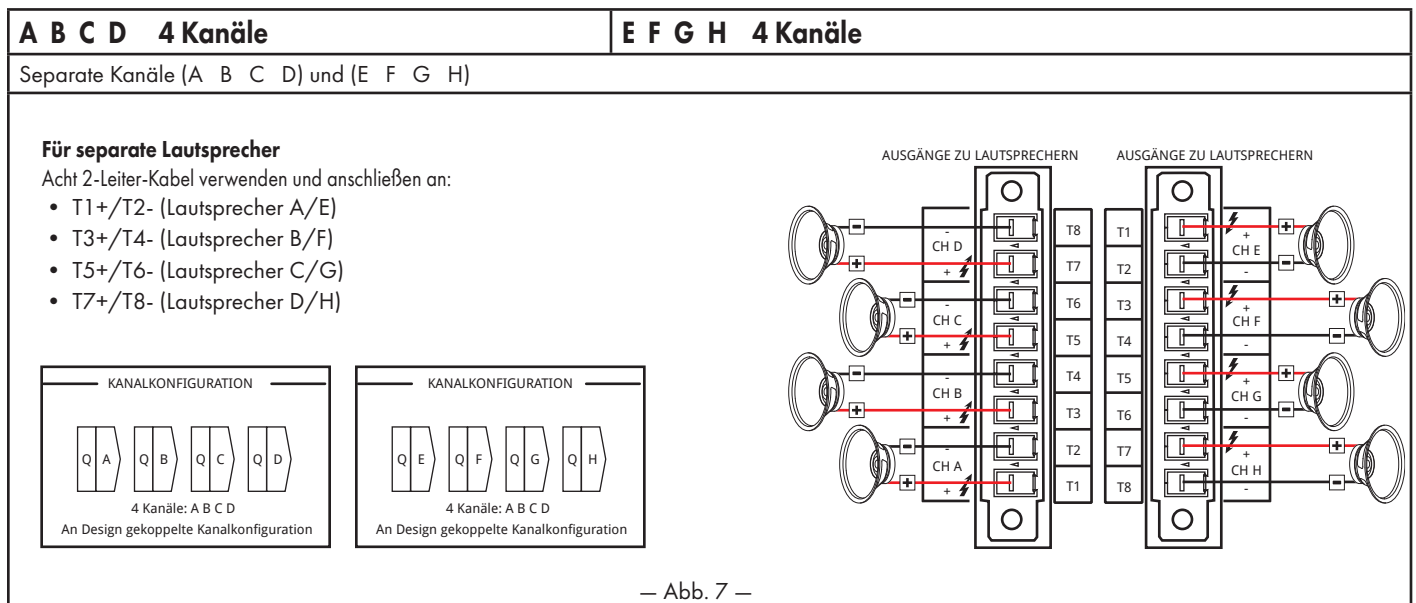 A B C D 4 Kanäle
E F G H 4 Kanäle
Separate Kanäle (A B C D) und (E F G H)
Für separate Lautsprecher
Acht 2-Leiter-Kabel verwenden und anschließen an:
• T1+/T2- (Lautsprecher A/E)
• T3+/T4- (Lautsprecher B/F)
• T5+/T6- (Lautsprecher C/G)
• T7+/T8- (Lautsprecher D/H)
KANALKONFIGURATION
Q A Q B Q C Q D
4 Kanäle: A B C D
An Design gekoppelte Kanalkonfiguration
KANALKONFIGURATION
Q E Q F Q G Q H
4 Kanäle: A B C D
An Design gekoppelte Kanalkonfiguration
AUSGÄNGE ZU LAUTSPRECHERN
- T8
CH D
+ T7
- T6
CH C
+ T5
- T4
CH B
+ T3
- T2
CH A
+ T1
AUSGÄNGE ZU LAUTSPRECHERN
T1 +
CH E
T2 -
T3 +
CH F
T4 -
T5 +
CH G
T6 -
T7 +
CH H
T8 -
— Abb. 7 —